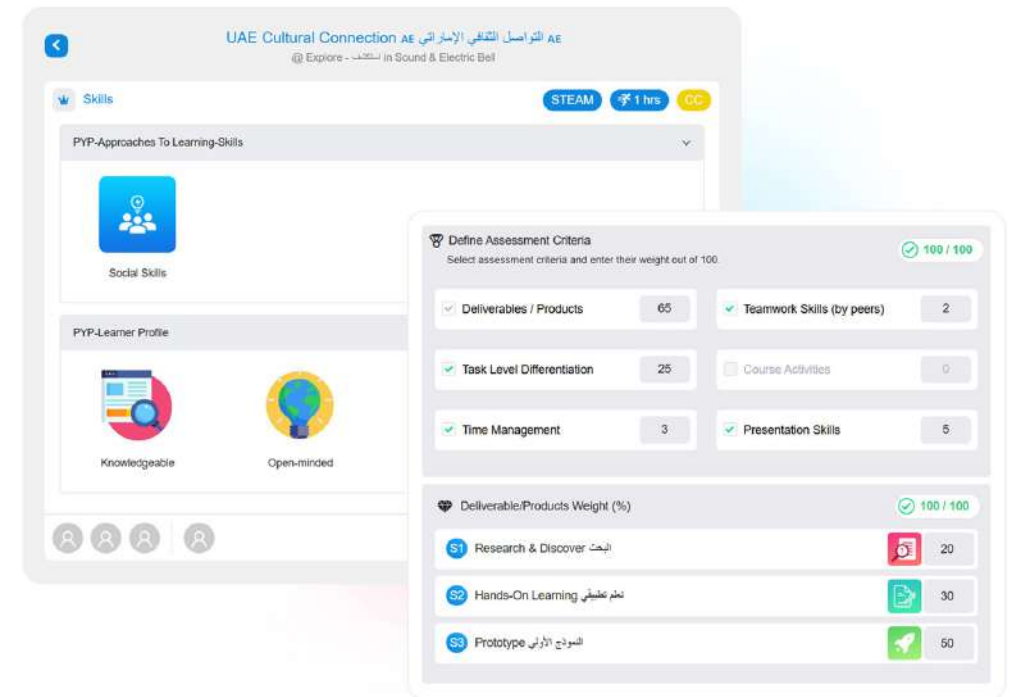 UAE Cultural Connection AE التواصل الثقافي الإماراتي AE
@ Explore - استكشف in Sound & Electric Bell
Skills
STEAM
1 hrs
CC
PYP-Approaches To Learning-Skills
Social Skills
PYP-Learner Profile
Knowledgeable
Open-minded
Define Assessment Criteria
100 / 100
Select assessment criteria and enter their weight out of 100.
Deliverables / Products 65
Teamwork Skills (by peers) 2
Task Level Differentiation 25
Course Activities 0
Time Management 3
Presentation Skills 5
Deliverable/Products Weight (%)
100 / 100
S1 Research & Discover البحث 20
S2 Hands-On Learning تعلم تطبيقي 30
S3 Prototype النموذج الأولي 50